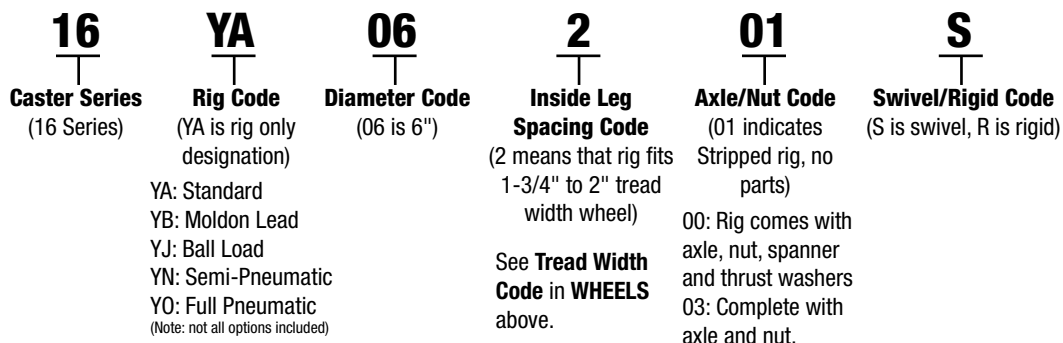 16
YA
06
2
01
S
Caster Series
(16 Series)
Rig Code
(YA is rig only
designation)
YA: Standard
YB: Moldon Lead
YJ: Ball Load
YN: Semi-Pneumatic
YO: Full Pneumatic
(Note: not all options included)
Diameter Code
(06 is 6")
Inside Leg
Spacing Code
(2 means that rig fits
1-3/4" to 2" tread
width wheel)
See Tread Width
Code in WHEELS
above.
Axle/Nut Code
(01 indicates
Stripped rig, no
parts)
00: Rig comes with
axle, nut, spanner
and thrust washers
03: Complete with
axle and nut.
Swivel/Rigid Code
(S is swivel, R is rigid)